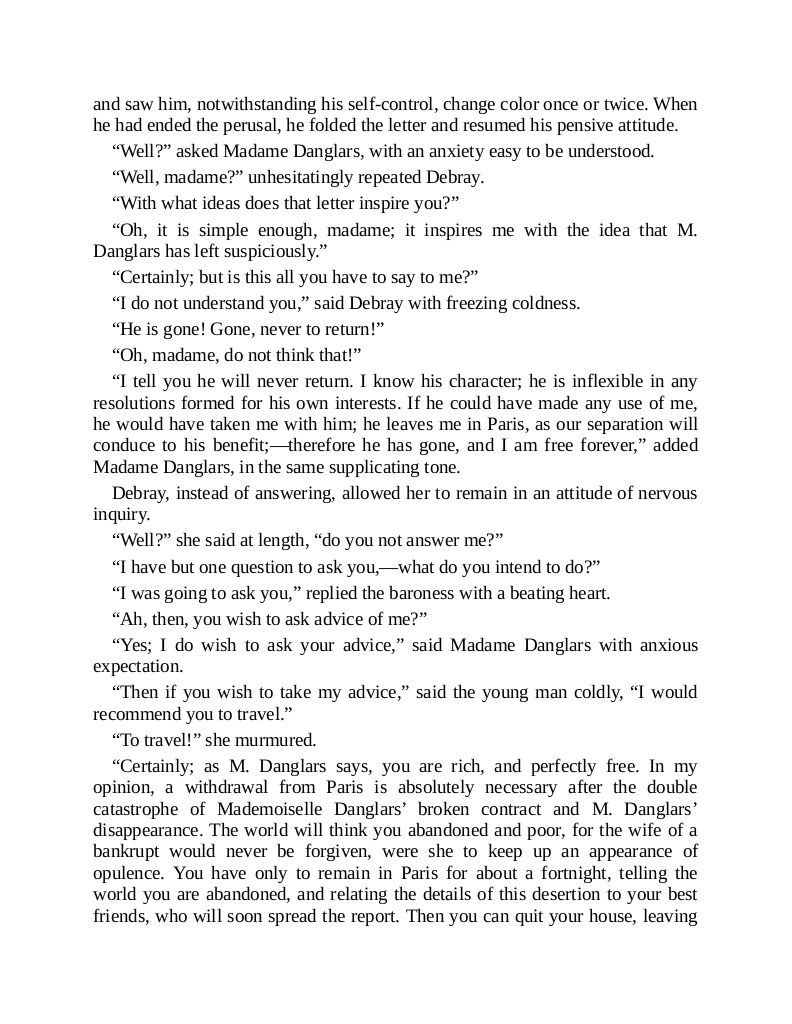 and saw him, notwithstanding his self-control, change color once or twice. When
he had ended the perusal, he folded the letter and resumed his pensive attitude.
“Well?” asked Madame Danglars, with an anxiety easy to be understood.
“Well, madame?” unhesitatingly repeated Debray.
“With what ideas does that letter inspire you?”
“Oh, it is simple enough, madame; it inspires me with the idea that M.
Danglars has left suspiciously.”
“Certainly; but is this all you have to say to me?”
“I do not understand you,” said Debray with freezing coldness.
“He is gone! Gone, never to return!”
“Oh, madame, do not think that!”
“I tell you he will never return. I know his character; he is inflexible in any
resolutions formed for his own interests. If he could have made any use of me,
he would have taken me with him; he leaves me in Paris, as our separation will
conduce to his benefit;—therefore he has gone, and I am free forever,” added
Madame Danglars, in the same supplicating tone.
Debray, instead of answering, allowed her to remain in an attitude of nervous
inquiry.
“Well?” she said at length, “do you not answer me?”
“I have but one question to ask you,—what do you intend to do?”
“I was going to ask you,” replied the baroness with a beating heart.
“Ah, then, you wish to ask advice of me?”
“Yes; I do wish to ask your advice,” said Madame Danglars with anxious
expectation.
“Then if you wish to take my advice,” said the young man coldly, “I would
recommend you to travel.”
“To travel!” she murmured.
“Certainly; as M. Danglars says, you are rich, and perfectly free. In my
opinion, a withdrawal from Paris is absolutely necessary after the double
catastrophe of Mademoiselle Danglars’ broken contract and M. Danglars’
disappearance. The world will think you abandoned and poor, for the wife of a
bankrupt would never be forgiven, were she to keep up an appearance of
opulence. You have only to remain in Paris for about a fortnight, telling the
world you are abandoned, and relating the details of this desertion to your best
friends, who will soon spread the report. Then you can quit your house, leaving